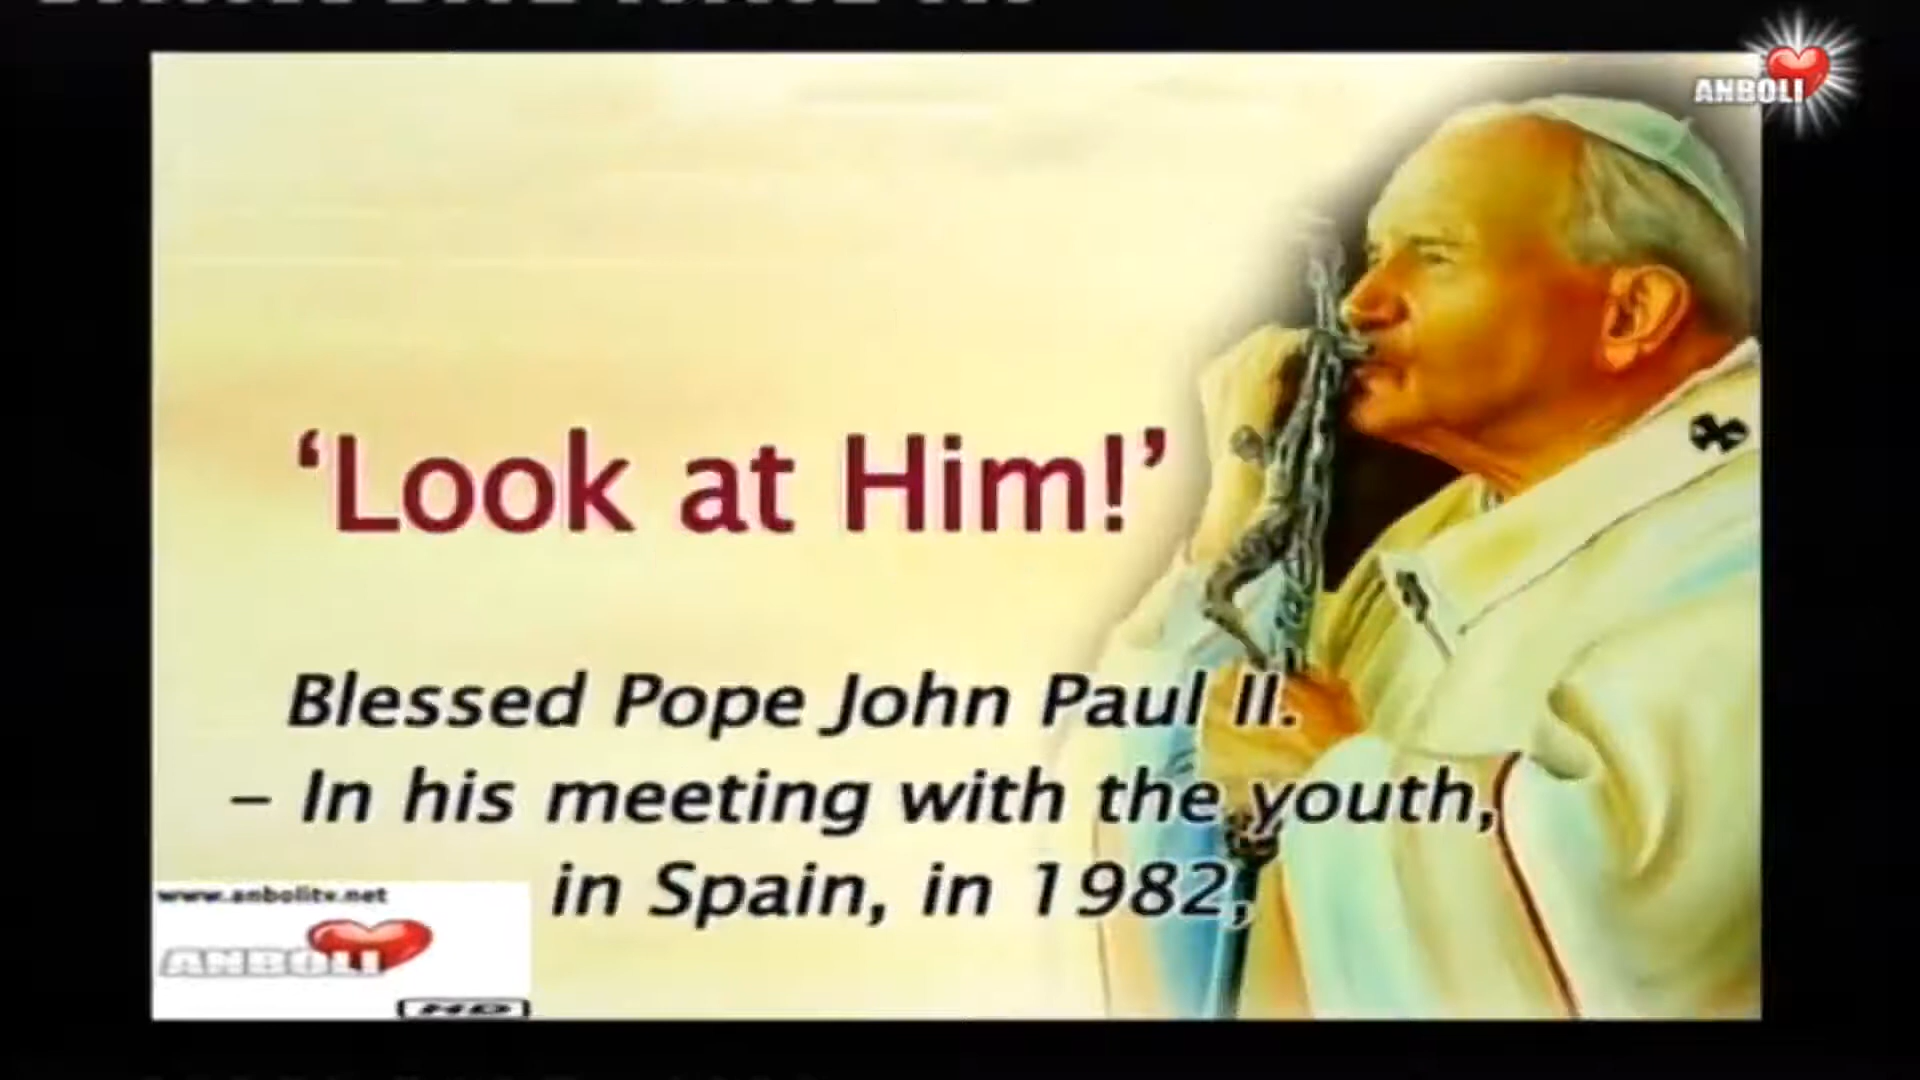 ANBOLI
‘Look at Him!’
Blessed Pope John Paul II.
– In his meeting with the youth,
in Spain, in 1982,
www.anbolitv.net
ANBOLI
HD